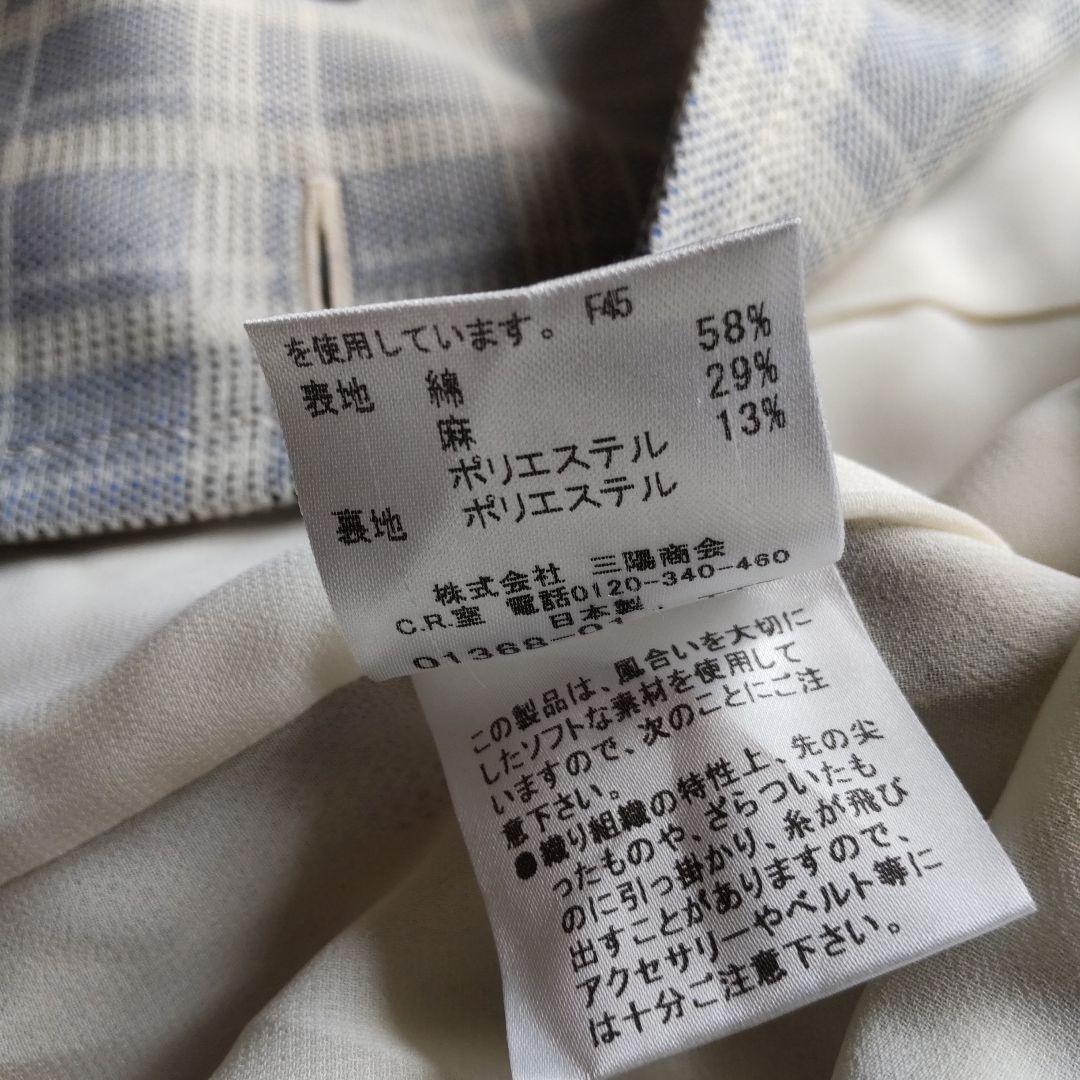 を使用しています。 F45
表地 綿 58%
麻 29%
ポリエステル 13%
裏地 ポリエステル
株式会社 三陽商会
C.R.室 電話0120-340-460
日本製
01368-01
この製品は、風合いを大切に
したソフトな素材を使用して
いますので、次のことにご注
意下さい。
●織り組織の特性上、先の尖
ったものや、ざらついたも
のに引っ掛かり、糸が飛び
出すことがありますので、
アクセサリーやベルト等に
は十分ご注意下さい。